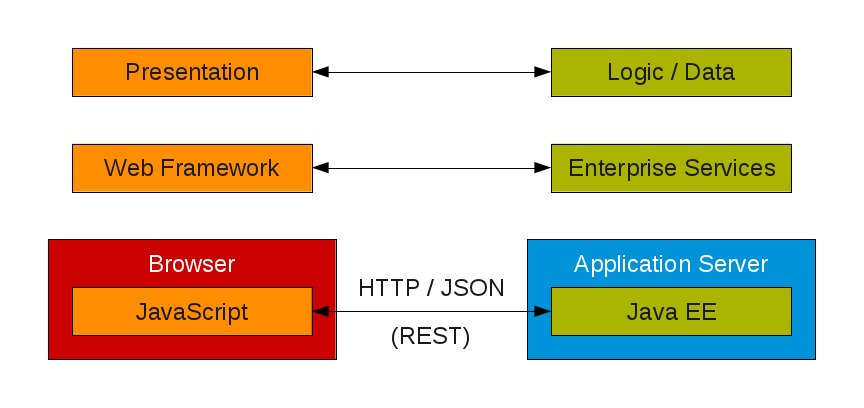 Presentation
Logic / Data
Web Framework
Enterprise Services
Browser
Application Server
HTTP / JSON
JavaScript
Java EE
(REST)